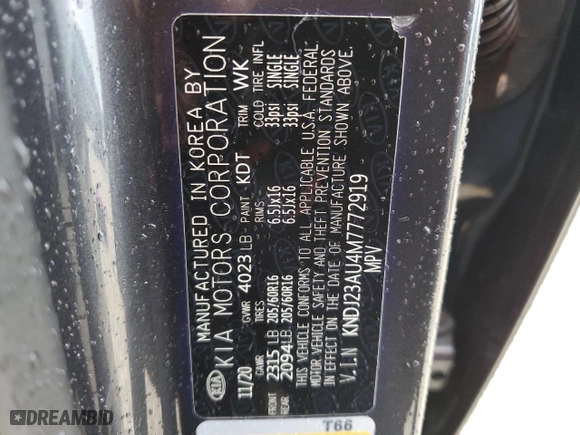 MANUFACTURED IN KOREA BY
KIA MOTORS CORPORATION
11/20 GVWR 4023 LB PAINT KDT TRIM WK
GAWR TIRES RIMS COLD TIRE INFL
FRONT 2315 LB 205/60R16 6.5Jx16 33psi SINGLE
REAR 2094LB 205/60R16 6.5Jx16 33psi SINGLE
THIS VEHICLE CONFORMS TO ALL APPLICABLE U.S.A. FEDERAL
MOTOR VEHICLE SAFETY AND THEFT PREVENTION STANDARDS
IN EFFECT ON THE DATE OF MANUFACTURE SHOWN ABOVE.
V.I.N KNDJ23AU4M7772919
MPV
KIA
T66
DREAMBID